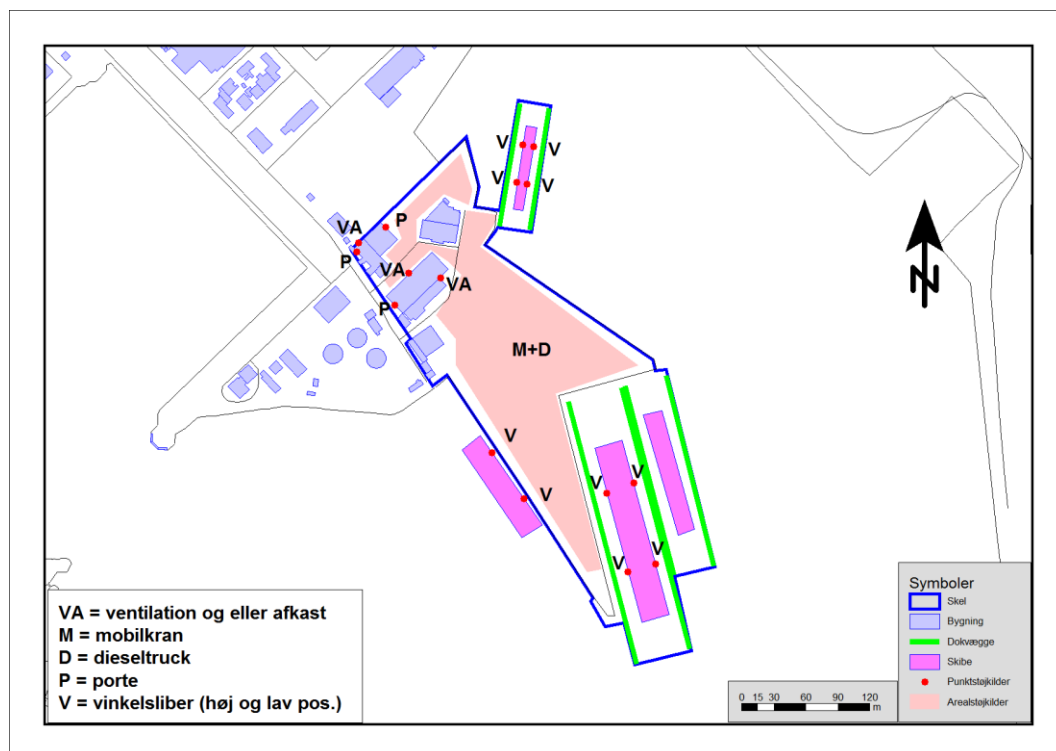 V
V
V
V
VA
P
P
VA
VA
P
M+D
V
V
V
V
V
V
N
VA = ventilation og eller afkast
M = mobilkran
D = dieseltruck
P = porte
V = vinkelsliber (høj og lav pos.)
0 15 30 60 90 120
m
Symboler
Skel
Bygning
Dokvægge
Skibe
Punktstøjkilder
Arealstøjkilder